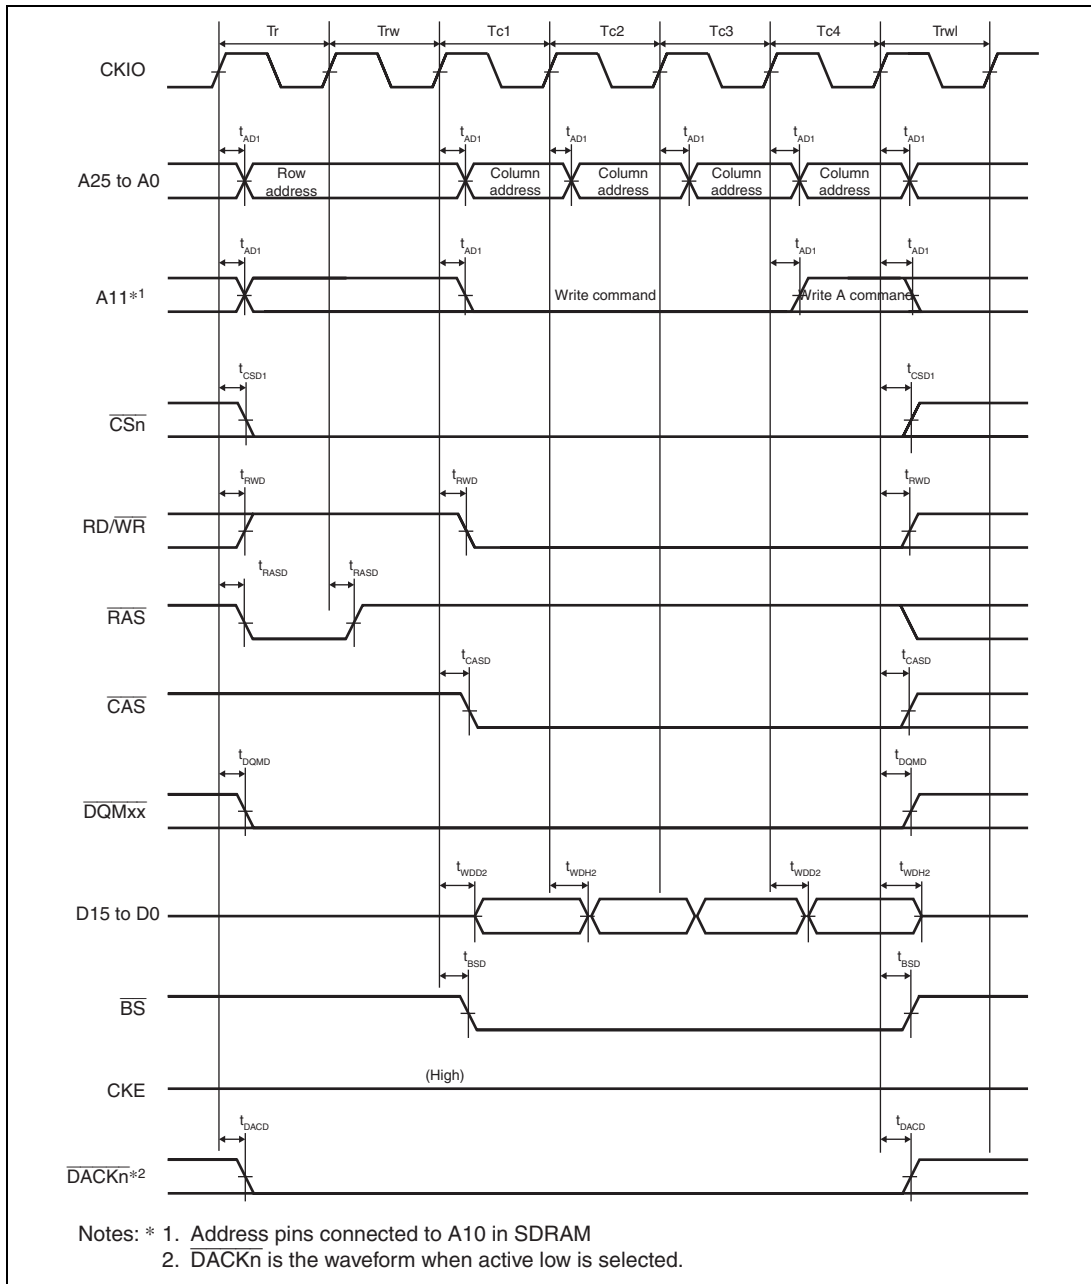 Tr Trw Tc1 Tc2 Tc3 Tc4 Trwl
CKIO
tAD1 tAD1 tAD1 tAD1 tAD1 tAD1
A25 to A0
Row address
Column address
Column address
Column address
Column address
tAD1 tAD1 tAD1 tAD1
A11*1
Write command
Write A command
tCSD1 tCSD1
CSn
tRWD tRWD tRWD
RD/WR
tRASD tRASD
RAS
tCASD tCASD
CAS
tDQMD tDQMD
DQMxx
tWDD2 tWDH2 tWDD2 tWDH2
D15 to D0
tBSD tBSD
BS
(High)
CKE
tDACD tDACD
DACKn*2
Notes: * 1. Address pins connected to A10 in SDRAM
2. DACKn is the waveform when active low is selected.